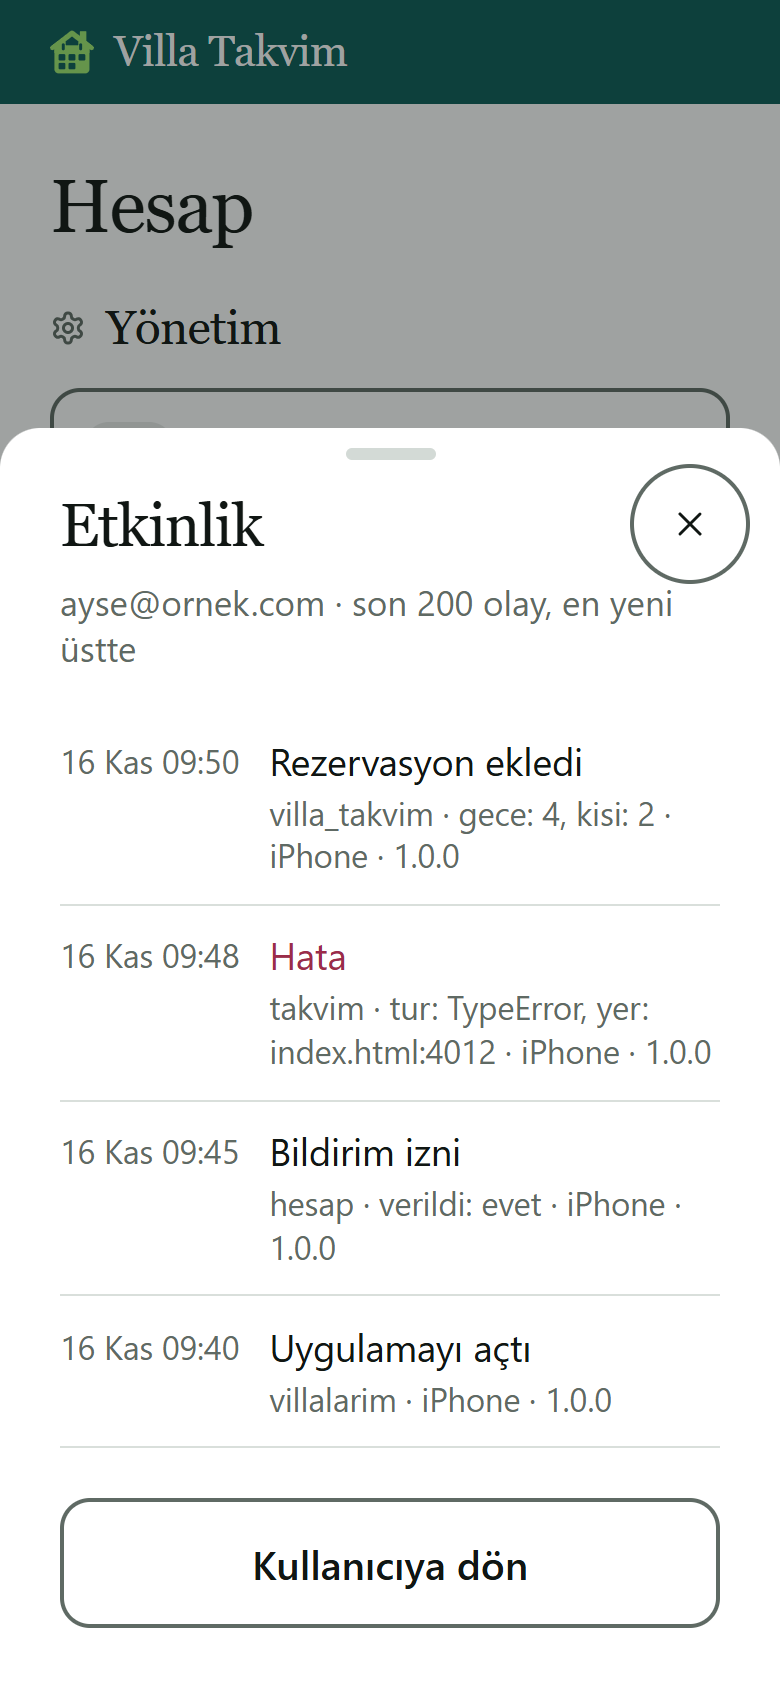 Villa Takvim
Hesap
Yönetim
Etkinlik
ayse@ornek.com · son 200 olay, en yeni
üstte
16 Kas 09:50 Rezervasyon ekledi
villa_takvim · gece: 4, kisi: 2 ·
iPhone · 1.0.0
16 Kas 09:48 Hata
takvim · tur: TypeError, yer:
index.html:4012 · iPhone · 1.0.0
16 Kas 09:45 Bildirim izni
hesap · verildi: evet · iPhone ·
1.0.0
16 Kas 09:40 Uygulamayı açtı
villalarim · iPhone · 1.0.0
Kullanıcıya dön